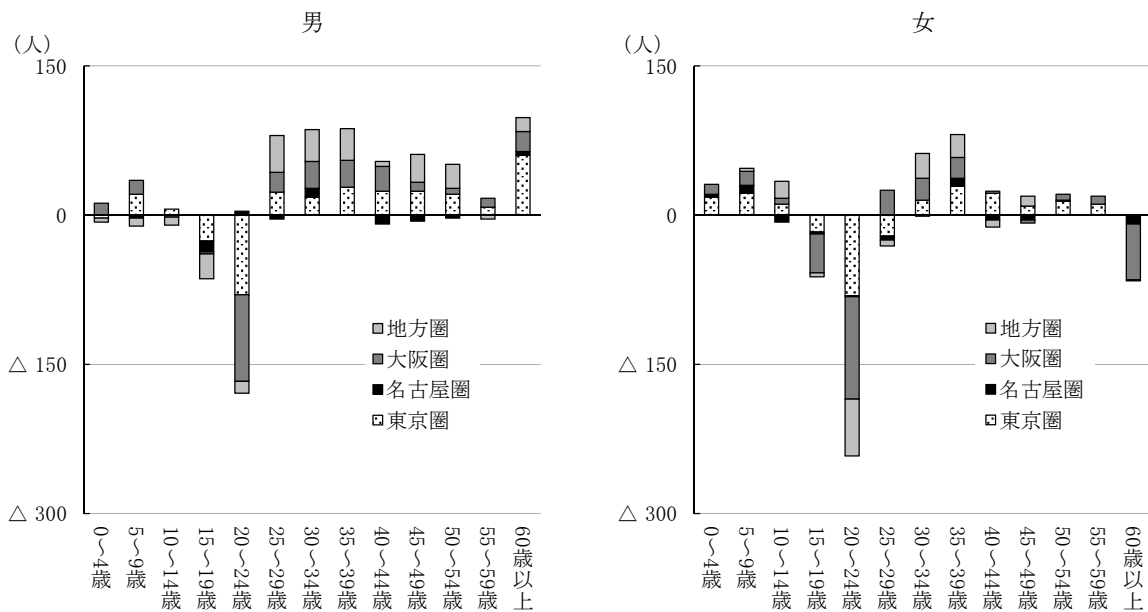 男
(人)
150
0
△ 150
△ 300
地方圏
大阪圏
名古屋圏
東京圏
0～4歳
5～9歳
10～14歳
15～19歳
20～24歳
25～29歳
30～34歳
35～39歳
40～44歳
45～49歳
50～54歳
55～59歳
60歳以上
女
(人)
150
0
△ 150
△ 300
地方圏
大阪圏
名古屋圏
東京圏
0～4歳
5～9歳
10～14歳
15～19歳
20～24歳
25～29歳
30～34歳
35～39歳
40～44歳
45～49歳
50～54歳
55～59歳
60歳以上